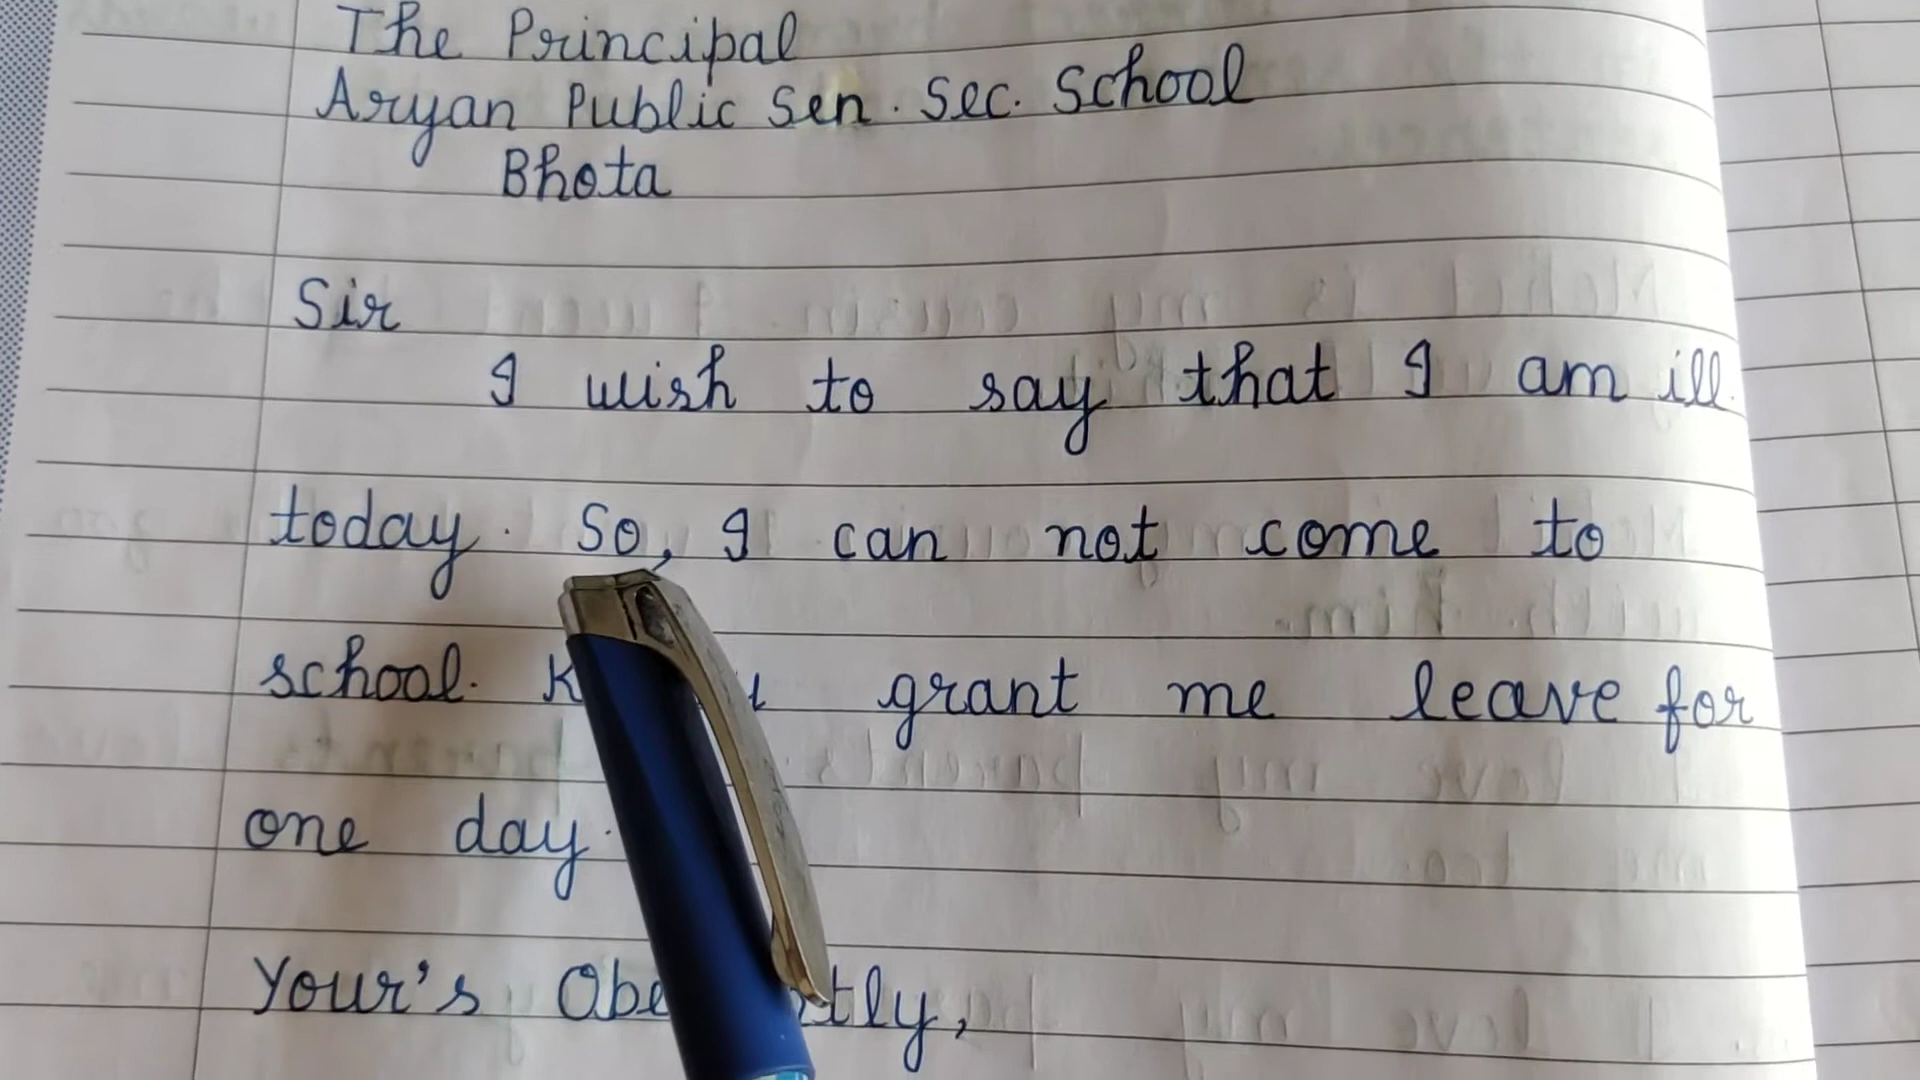 The Principal
Aryan Public Sen. Sec. School
Bhota
Sir
I wish to say that I am ill
today. So, I can not come to
school. grant me leave for
one day.
Your's